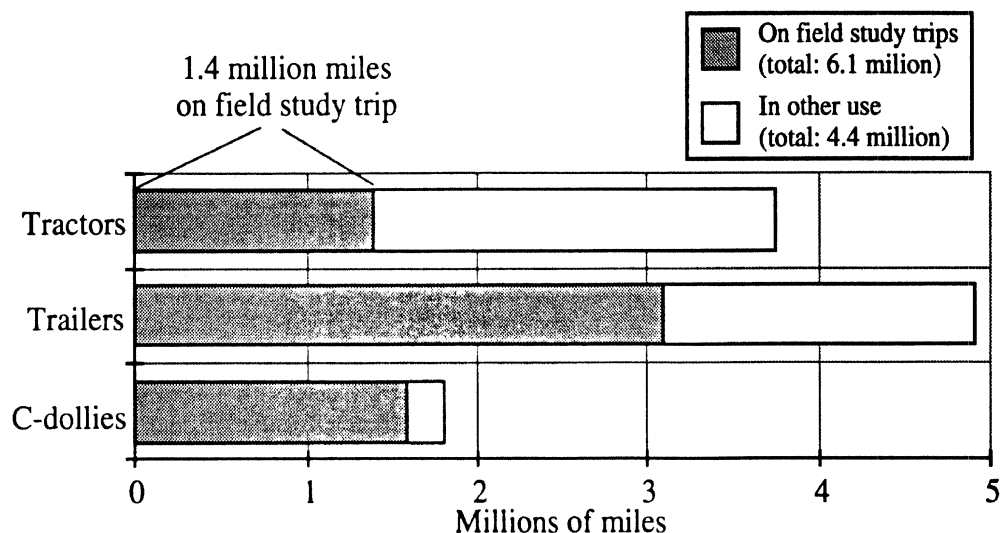 On field study trips
(total: 6.1 milion)
In other use
(total: 4.4 million)
1.4 million miles
on field study trip
Tractors
Trailers
C-dollies
0 1 2 3 4 5
Millions of miles